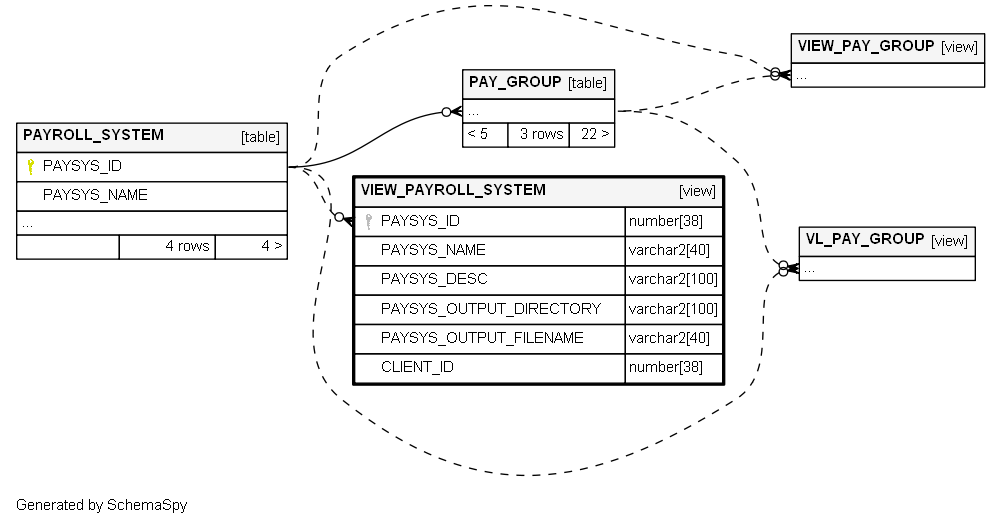 VIEW_PAY_GROUP [view]
...
PAY_GROUP [table]
...
< 5 3 rows 22 >
PAYROLL_SYSTEM [table]
PAYSYS_ID
PAYSYS_NAME
...
4 rows 4 >
VIEW_PAYROLL_SYSTEM [view]
PAYSYS_ID number[38]
PAYSYS_NAME varchar2[40]
PAYSYS_DESC varchar2[100]
PAYSYS_OUTPUT_DIRECTORY varchar2[100]
PAYSYS_OUTPUT_FILENAME varchar2[40]
CLIENT_ID number[38]
VL_PAY_GROUP [view]
...
Generated by SchemaSpy